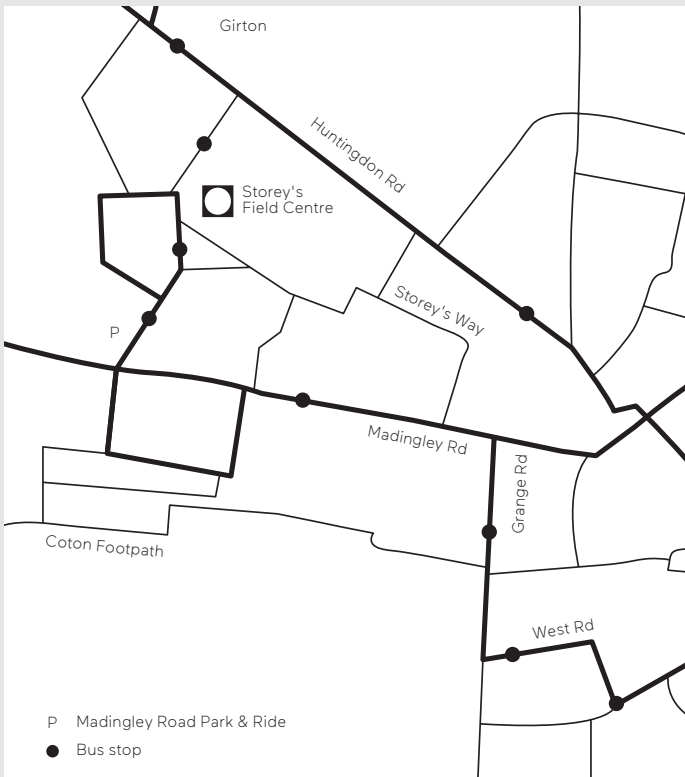 Girton
Huntingdon Rd
Storey's
Field Centre
Storey's Way
P
Madingley Rd
Grange Rd
Coton Footpath
West Rd
P Madingley Road Park & Ride
Bus stop